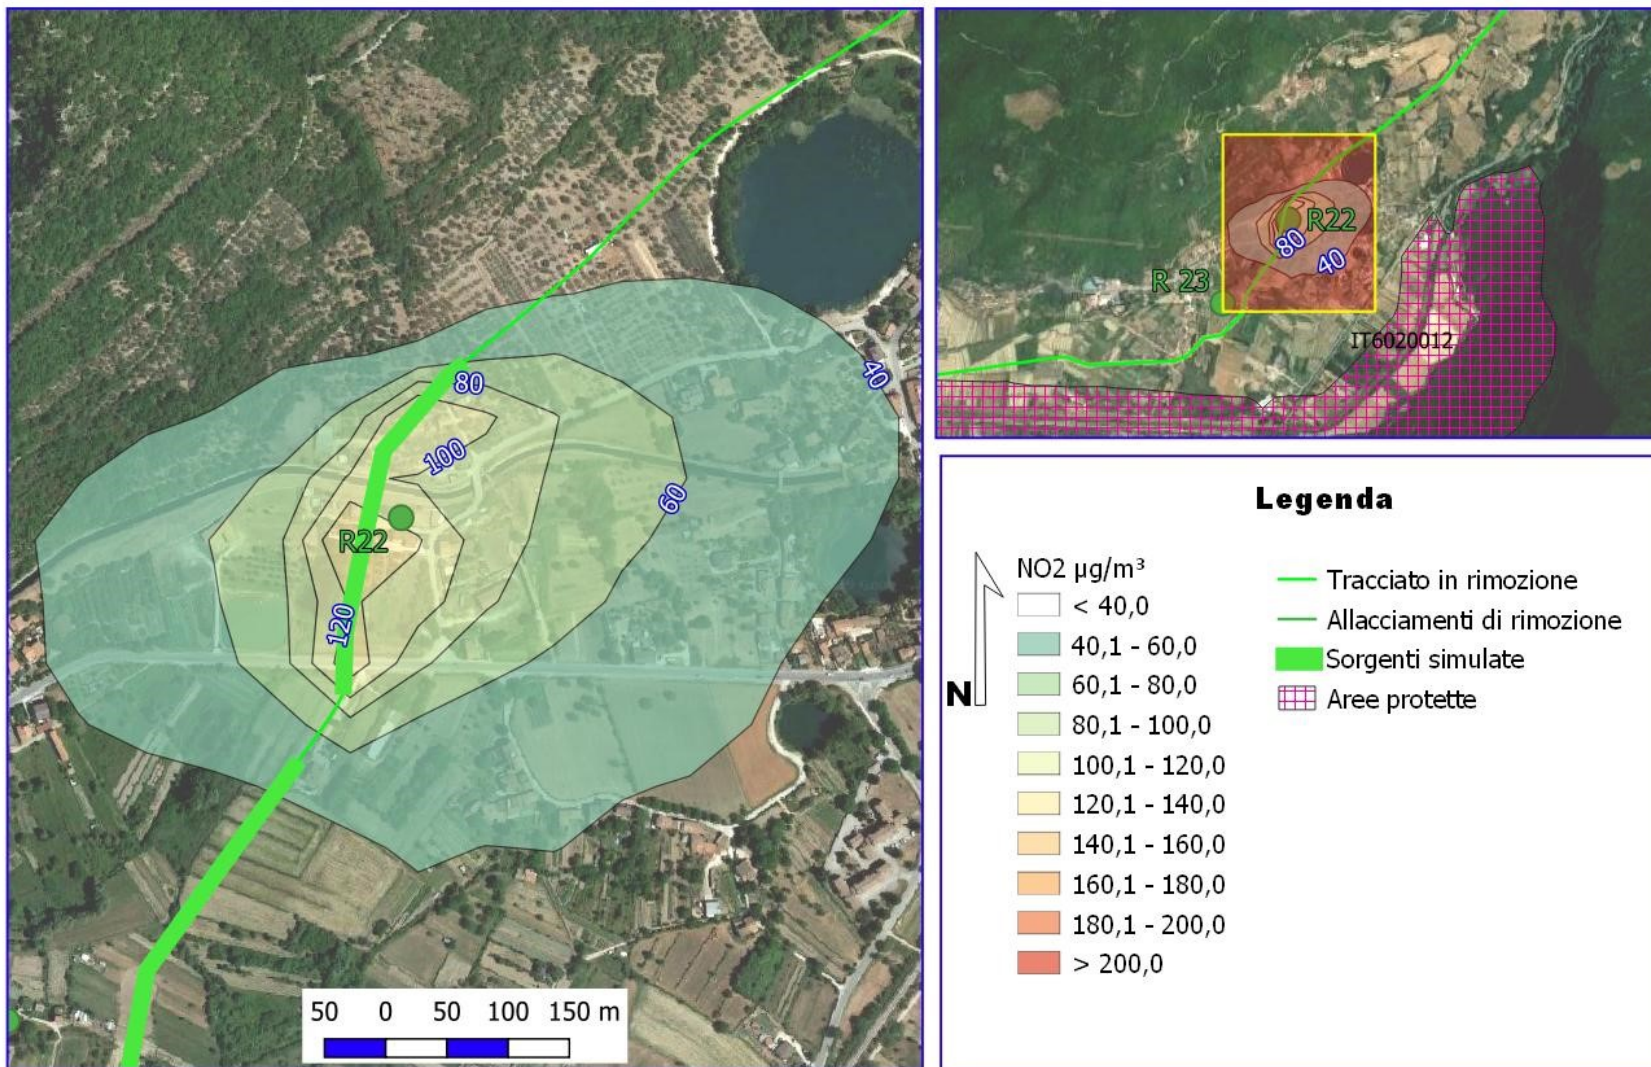 80
40
100
60
R22
120
50 0 50 100 150 m
R22
80
40
R 23
IT6020012
Legenda
N
NO2 µg/m³
< 40,0
40,1 - 60,0
60,1 - 80,0
80,1 - 100,0
100,1 - 120,0
120,1 - 140,0
140,1 - 160,0
160,1 - 180,0
180,1 - 200,0
> 200,0
Tracciato in rimozione
Allacciamenti di rimozione
Sorgenti simulate
Aree protette